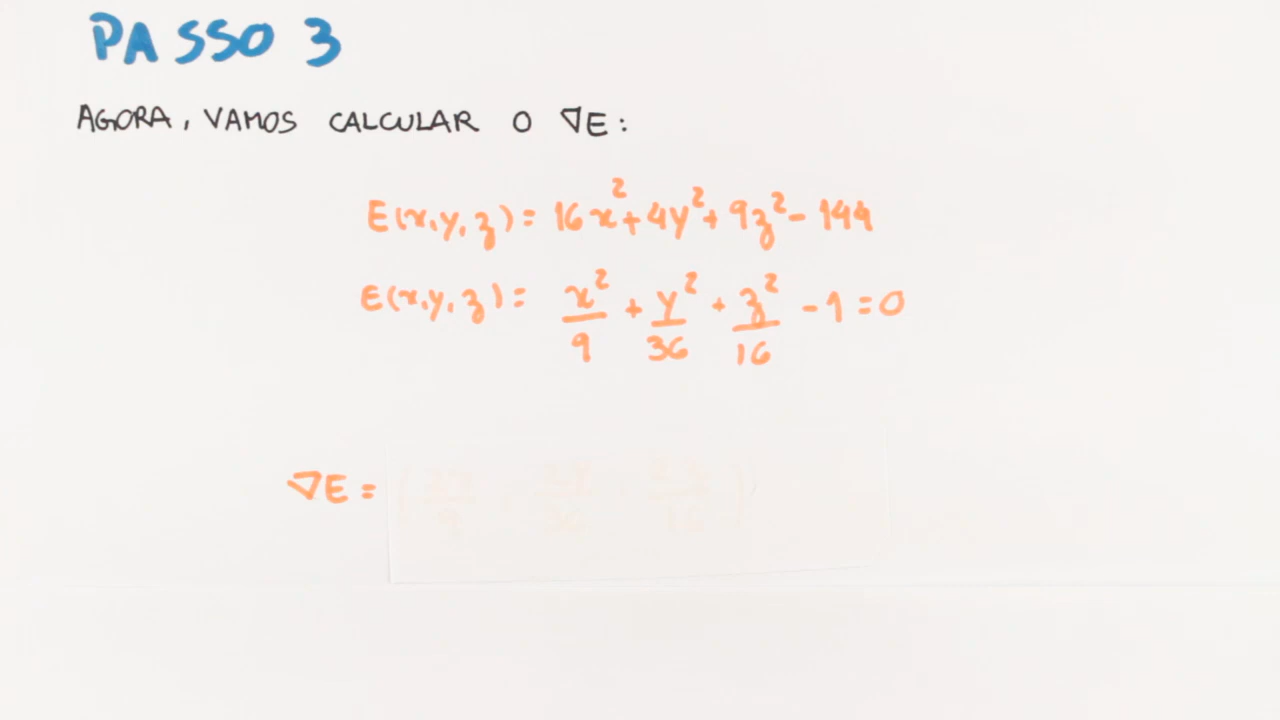 PASSO 3
AGORA, VAMOS CALCULAR O ∇E:
E(x,y,z) = 16x² + 4y² + 9z² - 144
E(x,y,z) = x²/9 + y²/36 + z²/16 - 1 = 0
∇E =